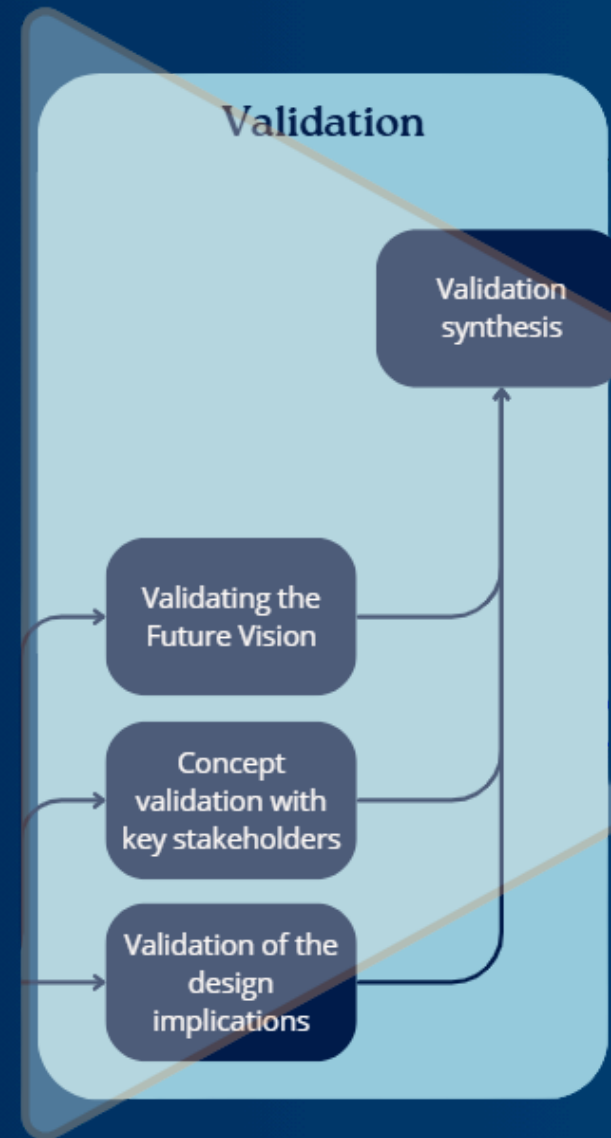 Validation
Validation
synthesis
Validating the
Future Vision
Concept
validation with
key stakeholders
Validation of the
design
implications